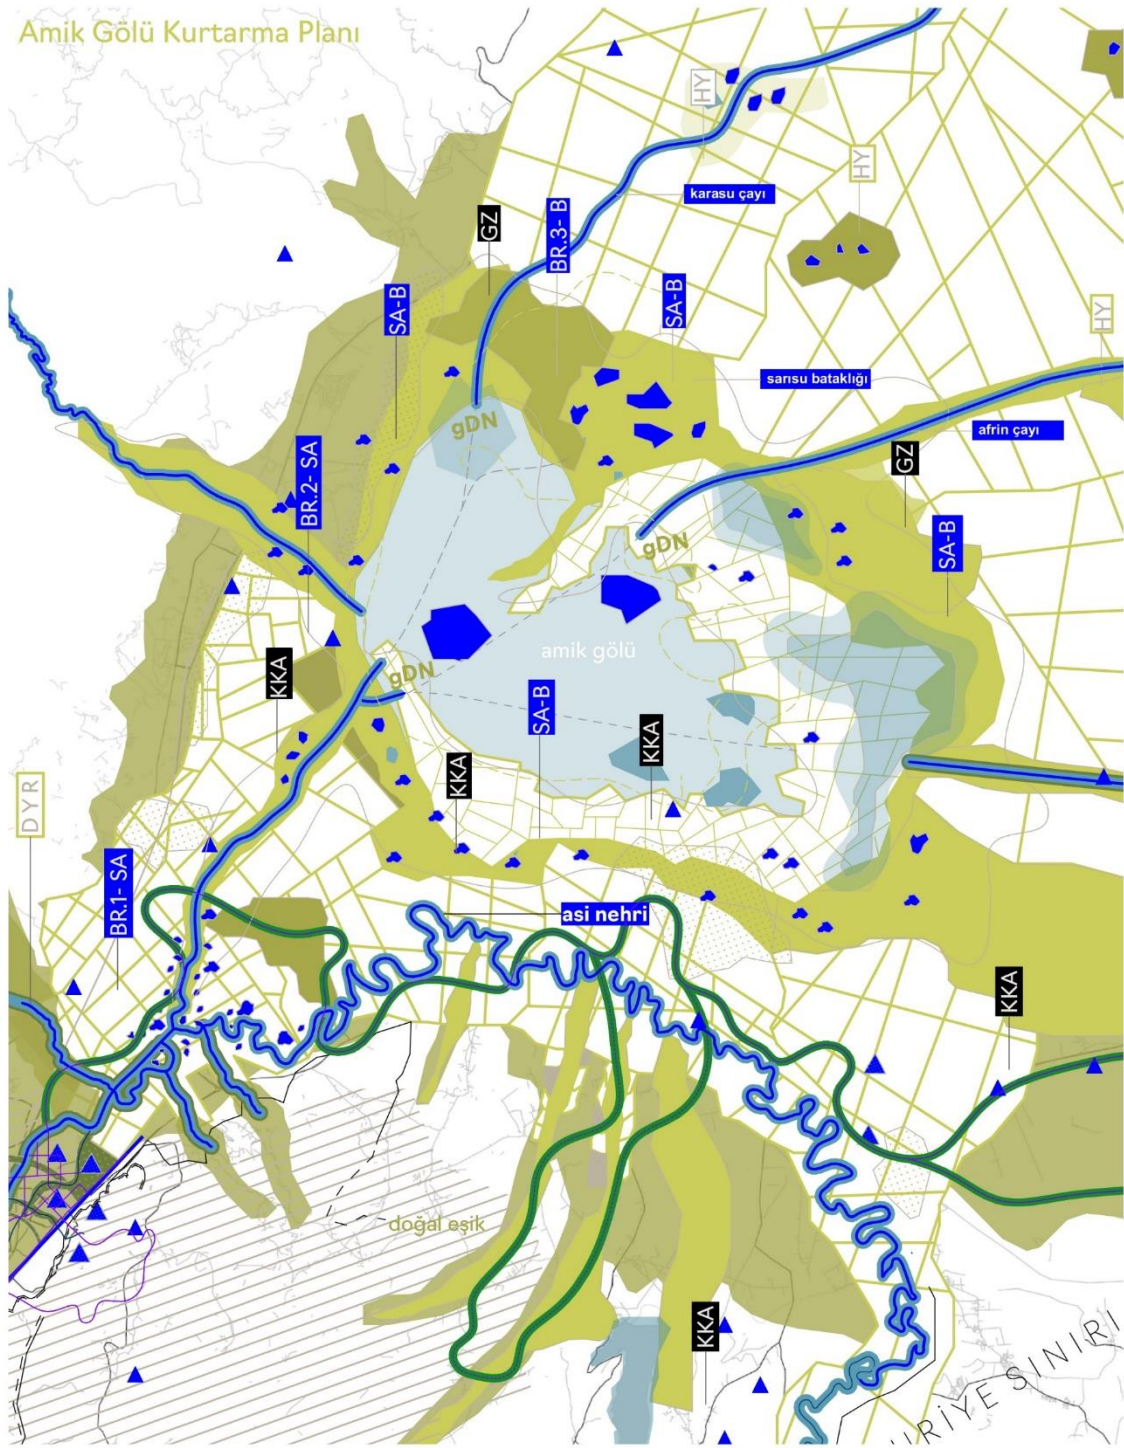 Amik Gölü Kurtarma Planı
HY
HY
karasu çayı
GZ
BR.3- B
SA-B
SA-B
HY
sarısu bataklığı
gDN
afrin çayı
GZ
BR.2- SA
gDN
SA-B
amik gölü
KKA
gDN
SA-B
KKA
KKA
DYR
BR.1- SA
asi nehri
KKA
doğal eşik
KKA
URİYE SINIRI